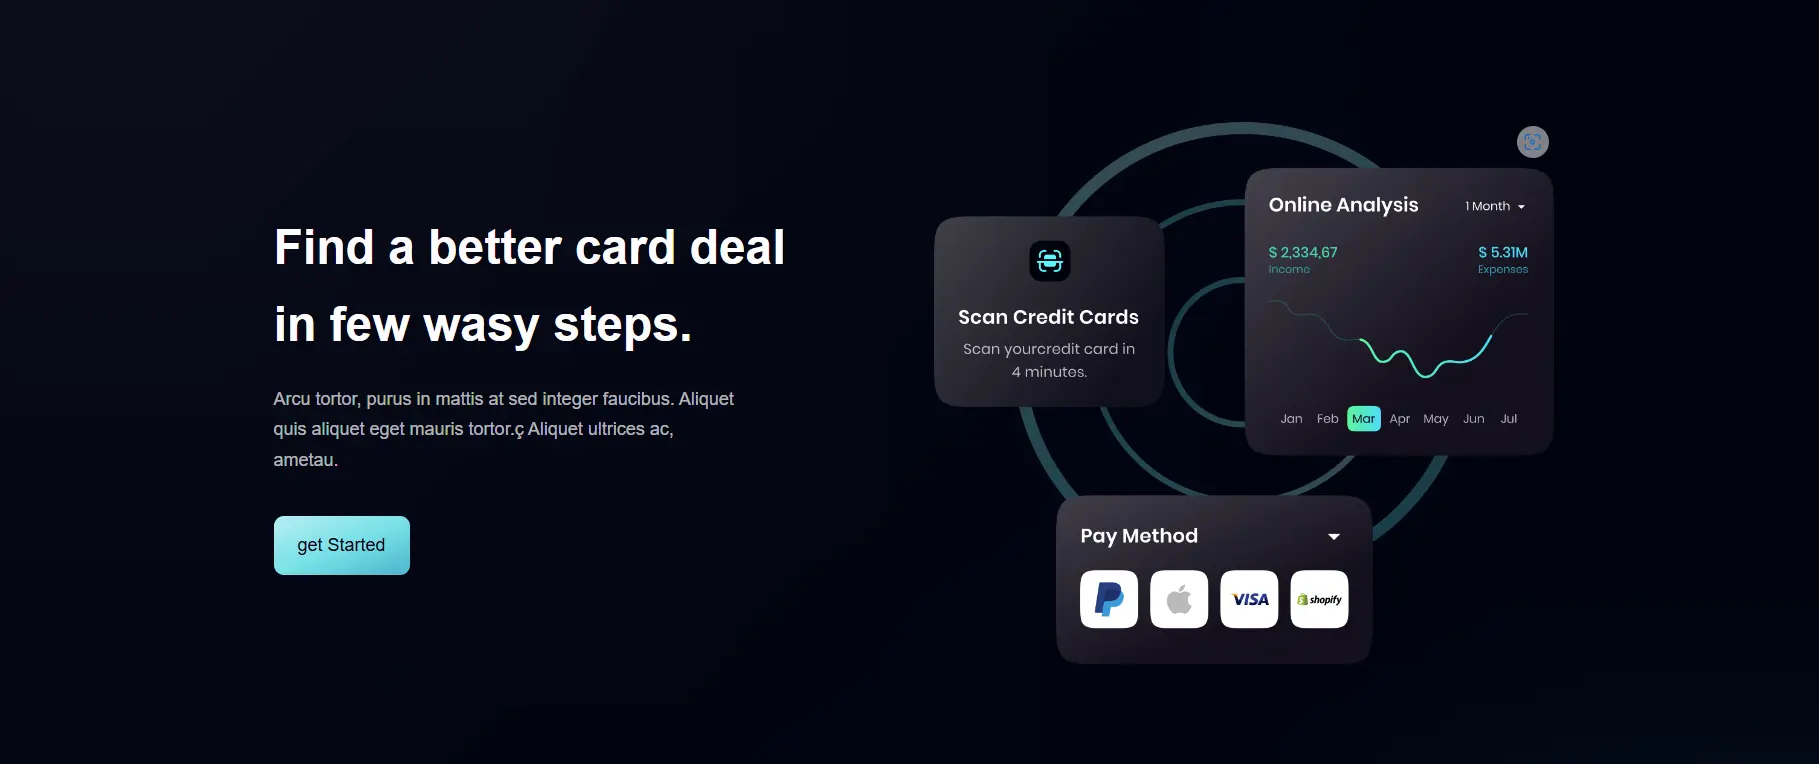 Find a better card deal
in few wasy steps.
Arcu tortor, purus in mattis at sed integer faucibus. Aliquet
quis aliquet eget mauris tortor.ç Aliquet ultrices ac,
ametau.
get Started
Scan Credit Cards
Scan yourcredit card in
4 minutes.
Online Analysis
1 Month
$ 2,334,67
$ 5.31M
Income
Expenses
Jan Feb Mar Apr May Jun Jul
Pay Method
VISA
shopify